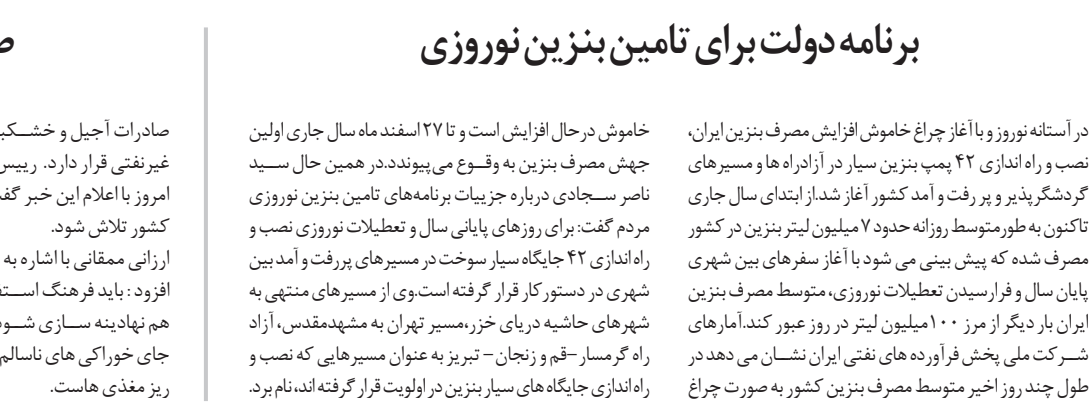 برنامه دولت برای تامین بنزین نوروزی
در آستانه نوروز و با آغاز چراغ خاموش افزایش مصرف بنزین ایران،
نصب و راه اندازی ۴۲ پمپ بنزین سیار در آزادراه ها و مسیرهای
گردشگرپذیر و پر رفت و آمد کشور آغاز شد.از ابتدای سال جاری
تاکنون به طورمتوسط روزانه حدود ۷ میلیون لیتر بنزین در کشور
مصرف شده که پیش بینی می شود با آغاز سفرهای بین شهری
پایان سال و فرارسیدن تعطیلات نوروزی، متوسط مصرف بنزین
ایران بار دیگر از مرز ۱۰۰میلیون لیتر در روز عبور کند.آمارهای
شرکت ملی پخش فرآورده های نفتی ایران نشان می دهد در
طول چند روز اخیر متوسط مصرف بنزین کشور به صورت چراغ
خاموش درحال افزایش است و تا ۲۷اسفند ماه سال جاری اولین
جهش مصرف بنزین به وقوع می‌پیوندد.در همین حال سید
ناصر سجادی درباره جزییات برنامه‌های تامین بنزین نوروزی
مردم گفت: برای روزهای پایانی سال و تعطیلات نوروزی نصب و
راه اندازی ۴۲ جایگاه سیار سوخت در مسیرهای پررفت و آمد بین
شهری در دستور کار قرار گرفته است.وی از مسیرهای منتهی به
شهرهای حاشیه دریای خزر،مسیر تهران به مشهدمقدس، آزاد
راه گرمسار –قم و زنجان– تبریز به عنوان مسیرهایی که نصب و
راه اندازی جایگاه های سیار بنزین در اولویت قرار گرفته اند،نام برد.
صادرات آجیل و خشکبا
غیرنفتی قرار دارد. رییس
امروز با اعلام این خبر گف
کشور تلاش شود.
ارزانی ممقانی با اشاره به
افزود : باید فرهنگ است
هم نهادینه سازی شود
جای خوراکی های ناسالم
ریز مغذی هاست.